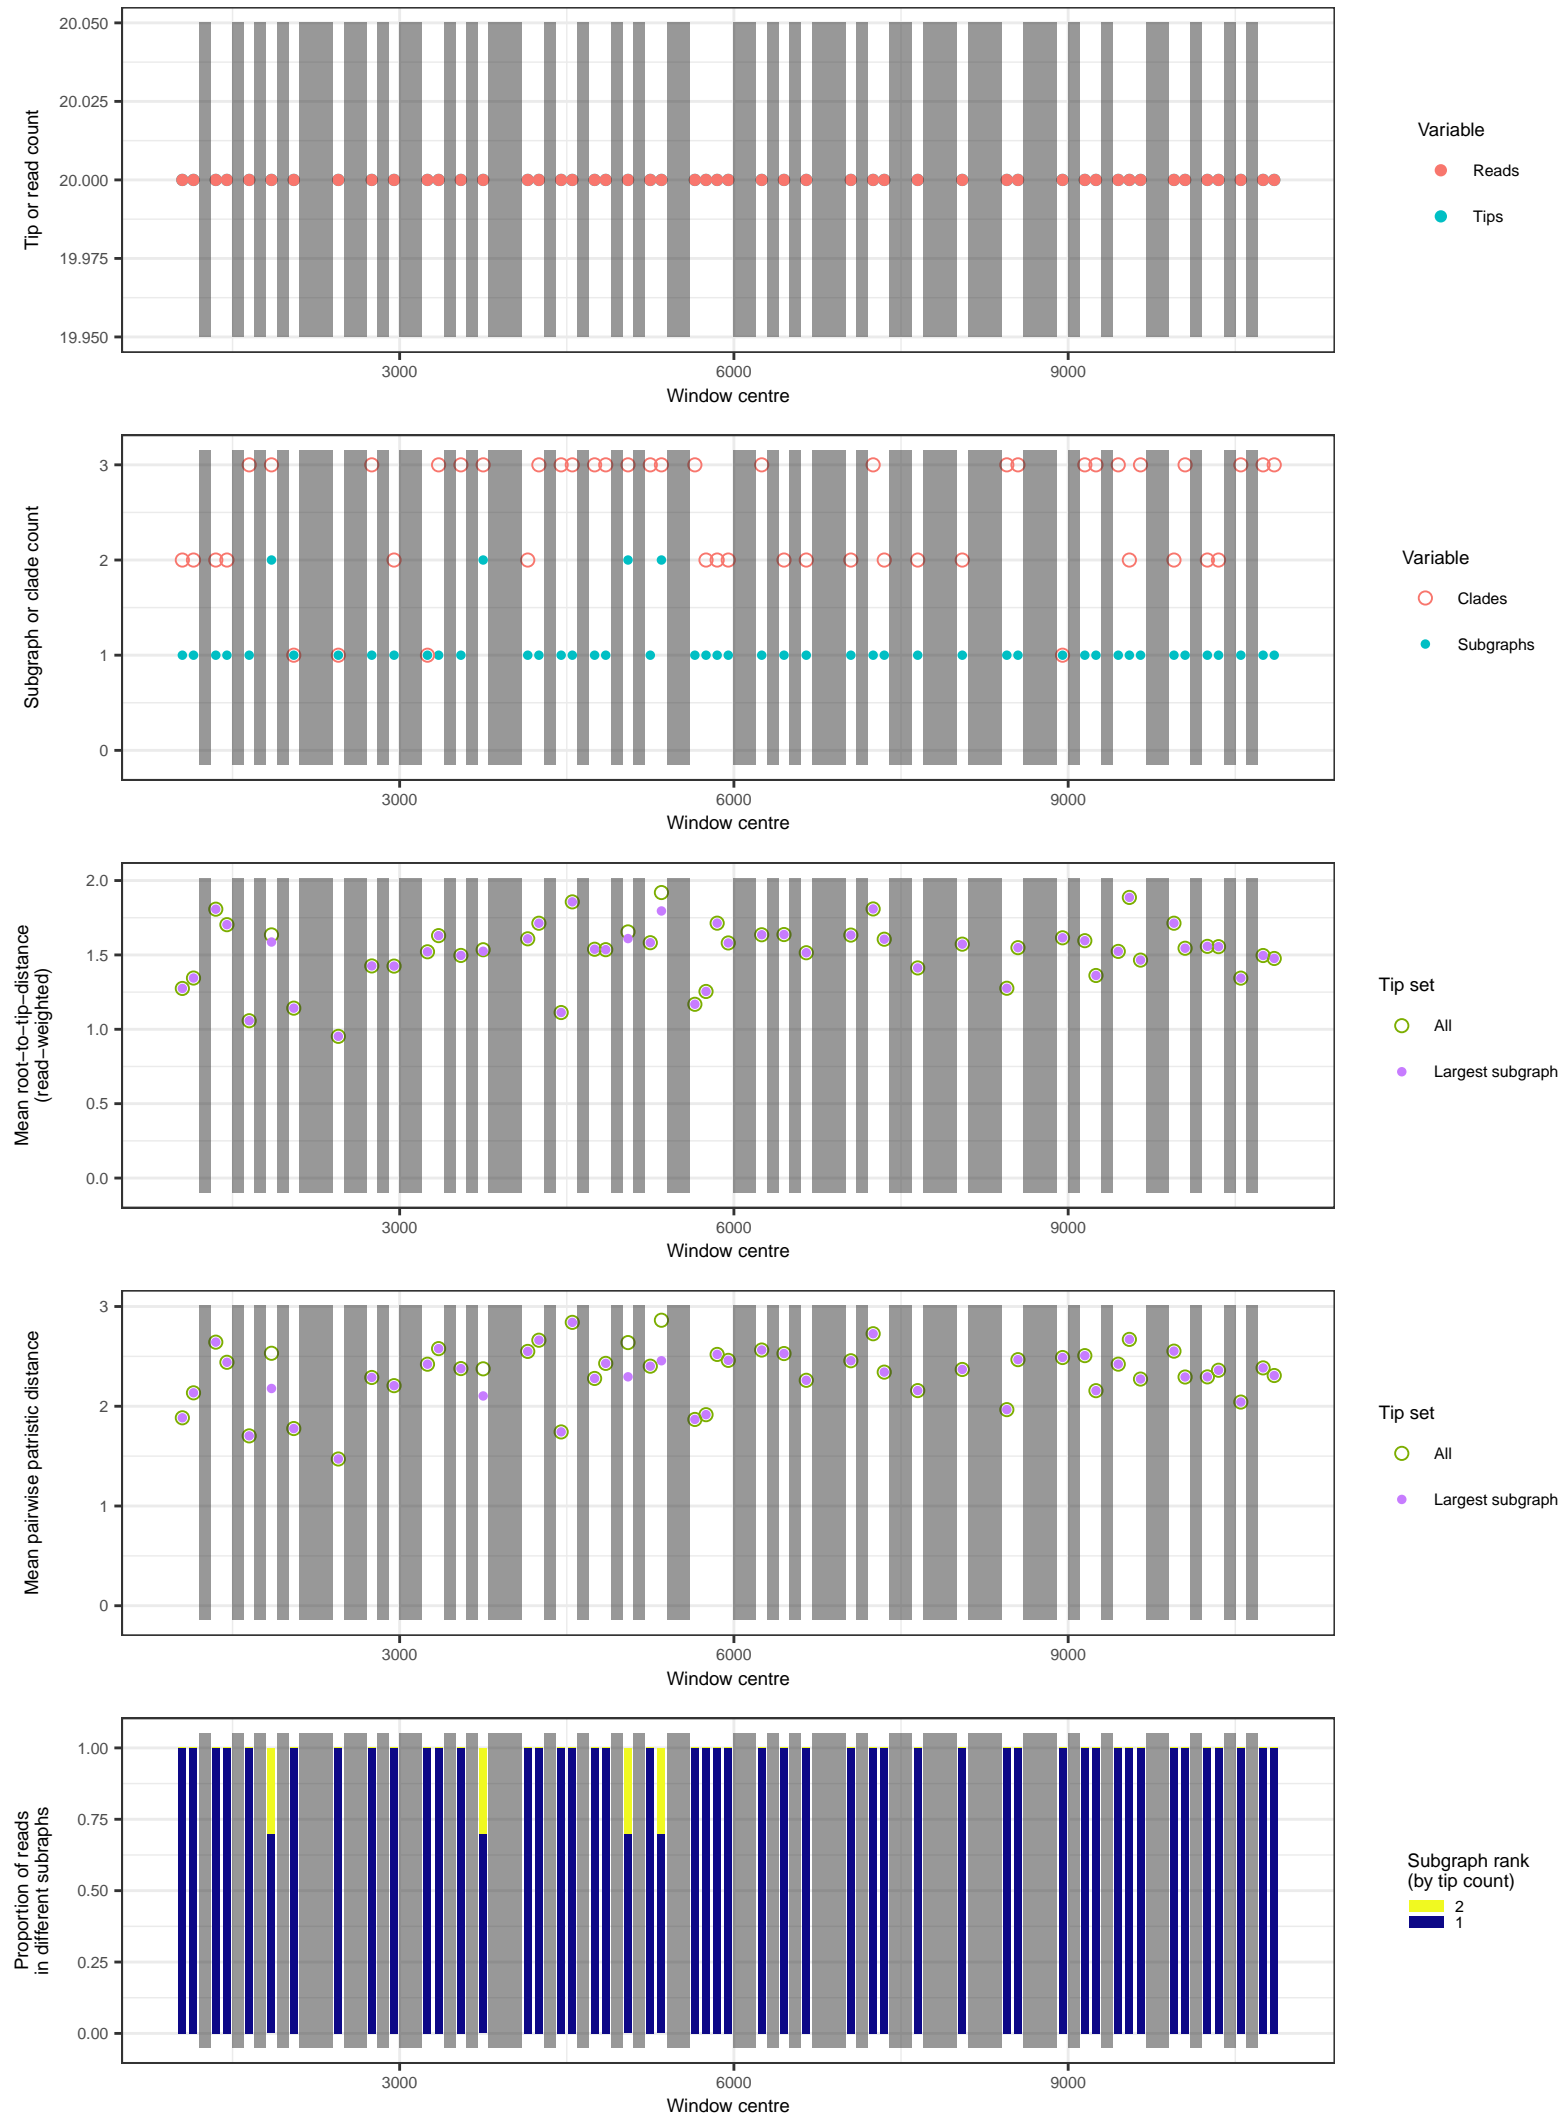 20.050
20.025
20.000
19.975
19.950
Tip or read count
3000
6000
9000
Window centre
Variable
Reads
Tips
3
2
1
0
Subgraph or clade count
3000
6000
9000
Window centre
Variable
Clades
Subgraphs
2.0
1.5
1.0
0.5
0.0
Mean root−to−tip−distance
(read−weighted)
3000
6000
9000
Window centre
Tip set
All
Largest subgraph
3
2
1
0
Mean pairwise patristic distance
3000
6000
9000
Window centre
Tip set
All
Largest subgraph
1.00
0.75
0.50
0.25
0.00
Proportion of reads
in different subraphs
3000
6000
9000
Window centre
Subgraph rank
(by tip count)
2
1